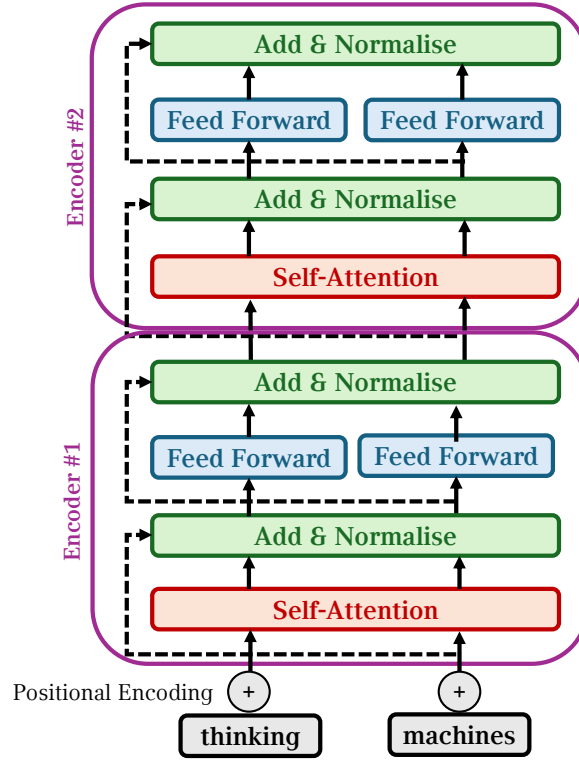 Add & Normalise
Feed Forward Feed Forward
Encoder #2
Add & Normalise
Self-Attention
Add & Normalise
Feed Forward Feed Forward
Encoder #1
Add & Normalise
Self-Attention
Positional Encoding + +
thinking machines